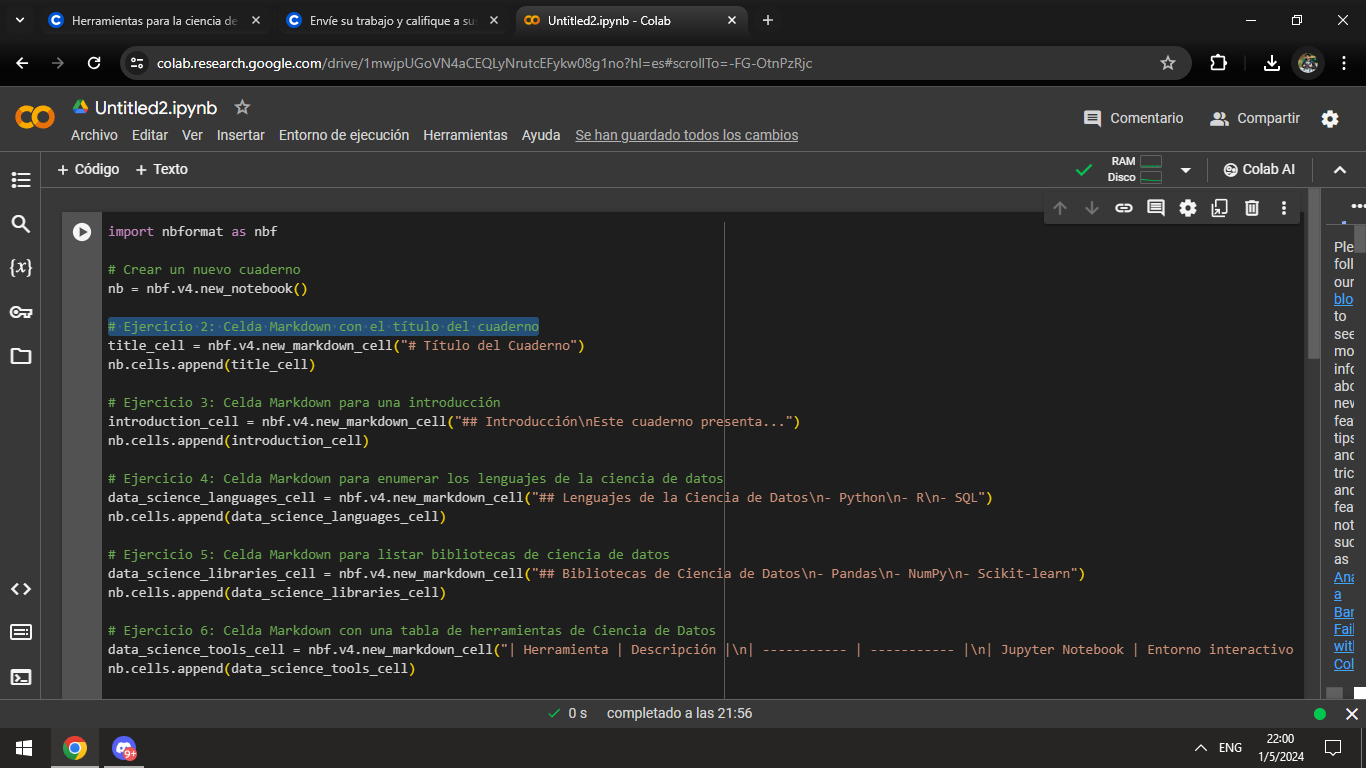 Herramientas para la ciencia de
Envíe su trabajo y califique a su
Untitled2.ipynb - Colab
colab.research.google.com/drive/1mwjpUGoVN4aCEQLyNrutcEFykw08g1no?hl=es#scrollTo=-FG-OtnPzRjc
Untitled2.ipynb
Comentario
Compartir
Archivo Editar Ver Insertar Entorno de ejecución Herramientas Ayuda Se han guardado todos los cambios
+ Código + Texto
RAM
Disco
Colab AI
import nbformat as nbf
# Crear un nuevo cuaderno
nb = nbf.v4.new_notebook()
# Ejercicio 2: Celda Markdown con el título del cuaderno
title_cell = nbf.v4.new_markdown_cell("# Título del Cuaderno")
nb.cells.append(title_cell)
# Ejercicio 3: Celda Markdown para una introducción
introduction_cell = nbf.v4.new_markdown_cell("## Introducción\nEste cuaderno presenta...")
nb.cells.append(introduction_cell)
# Ejercicio 4: Celda Markdown para enumerar los lenguajes de la ciencia de datos
data_science_languages_cell = nbf.v4.new_markdown_cell("## Lenguajes de la Ciencia de Datos\n- Python\n- R\n- SQL")
nb.cells.append(data_science_languages_cell)
# Ejercicio 5: Celda Markdown para listar bibliotecas de ciencia de datos
data_science_libraries_cell = nbf.v4.new_markdown_cell("## Bibliotecas de Ciencia de Datos\n- Pandas\n- NumPy\n- Scikit-learn")
nb.cells.append(data_science_libraries_cell)
# Ejercicio 6: Celda Markdown con una tabla de herramientas de Ciencia de Datos
data_science_tools_cell = nbf.v4.new_markdown_cell("| Herramienta | Descripción |\n| ----------- | ----------- |\n| Jupyter Notebook | Entorno interactivo
nb.cells.append(data_science_tools_cell)
Ple
foll
our
blo
to
see
mo
info
abo
nev
fea
tips
and
tric
and
fea
not
suc
as
Ana
a
Bar
Fail
with
Col
0 s completado a las 21:56
9+
ENG
22:00
1/5/2024